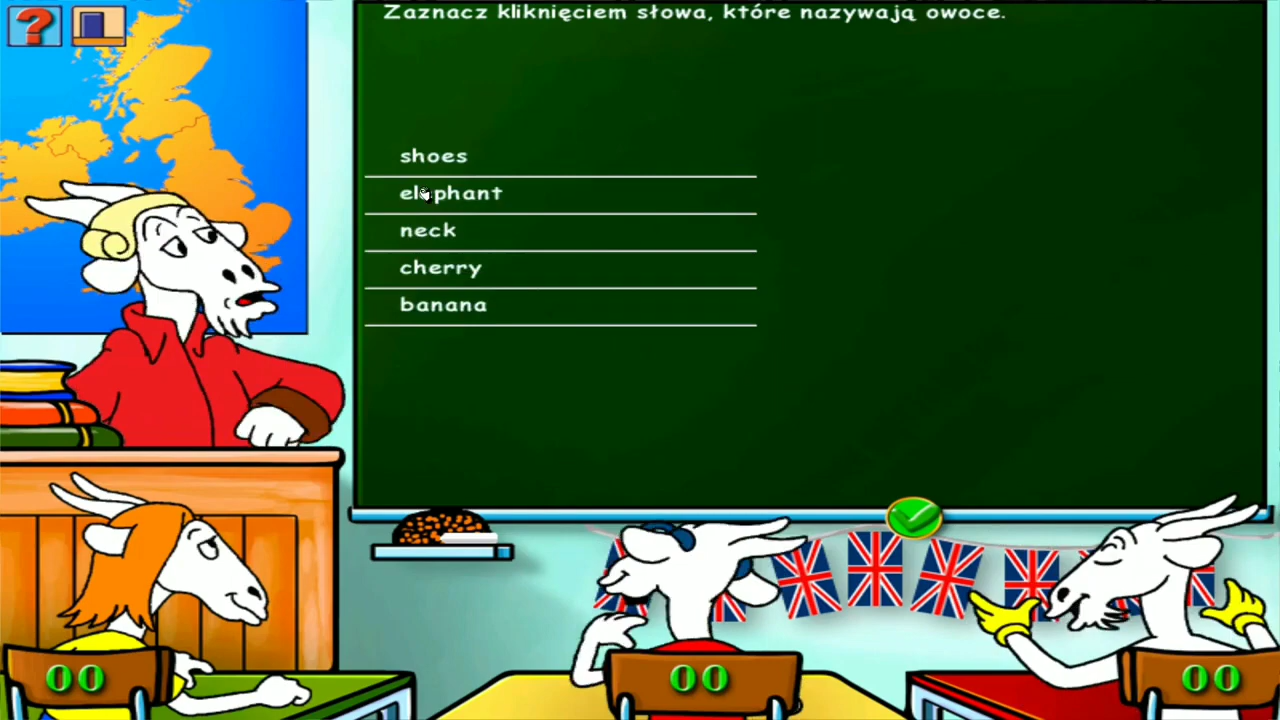 ?
Zaznacz kliknięciem słowa, które nazywają owoce.
shoes
elephant
neck
cherry
banana
00
00
00